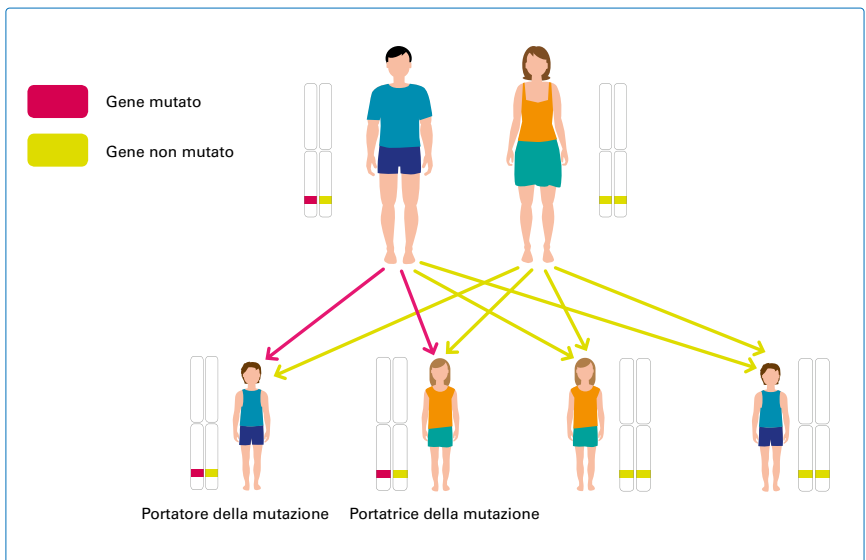 Gene mutato
Gene non mutato
Portatore della mutazione
Portatrice della mutazione